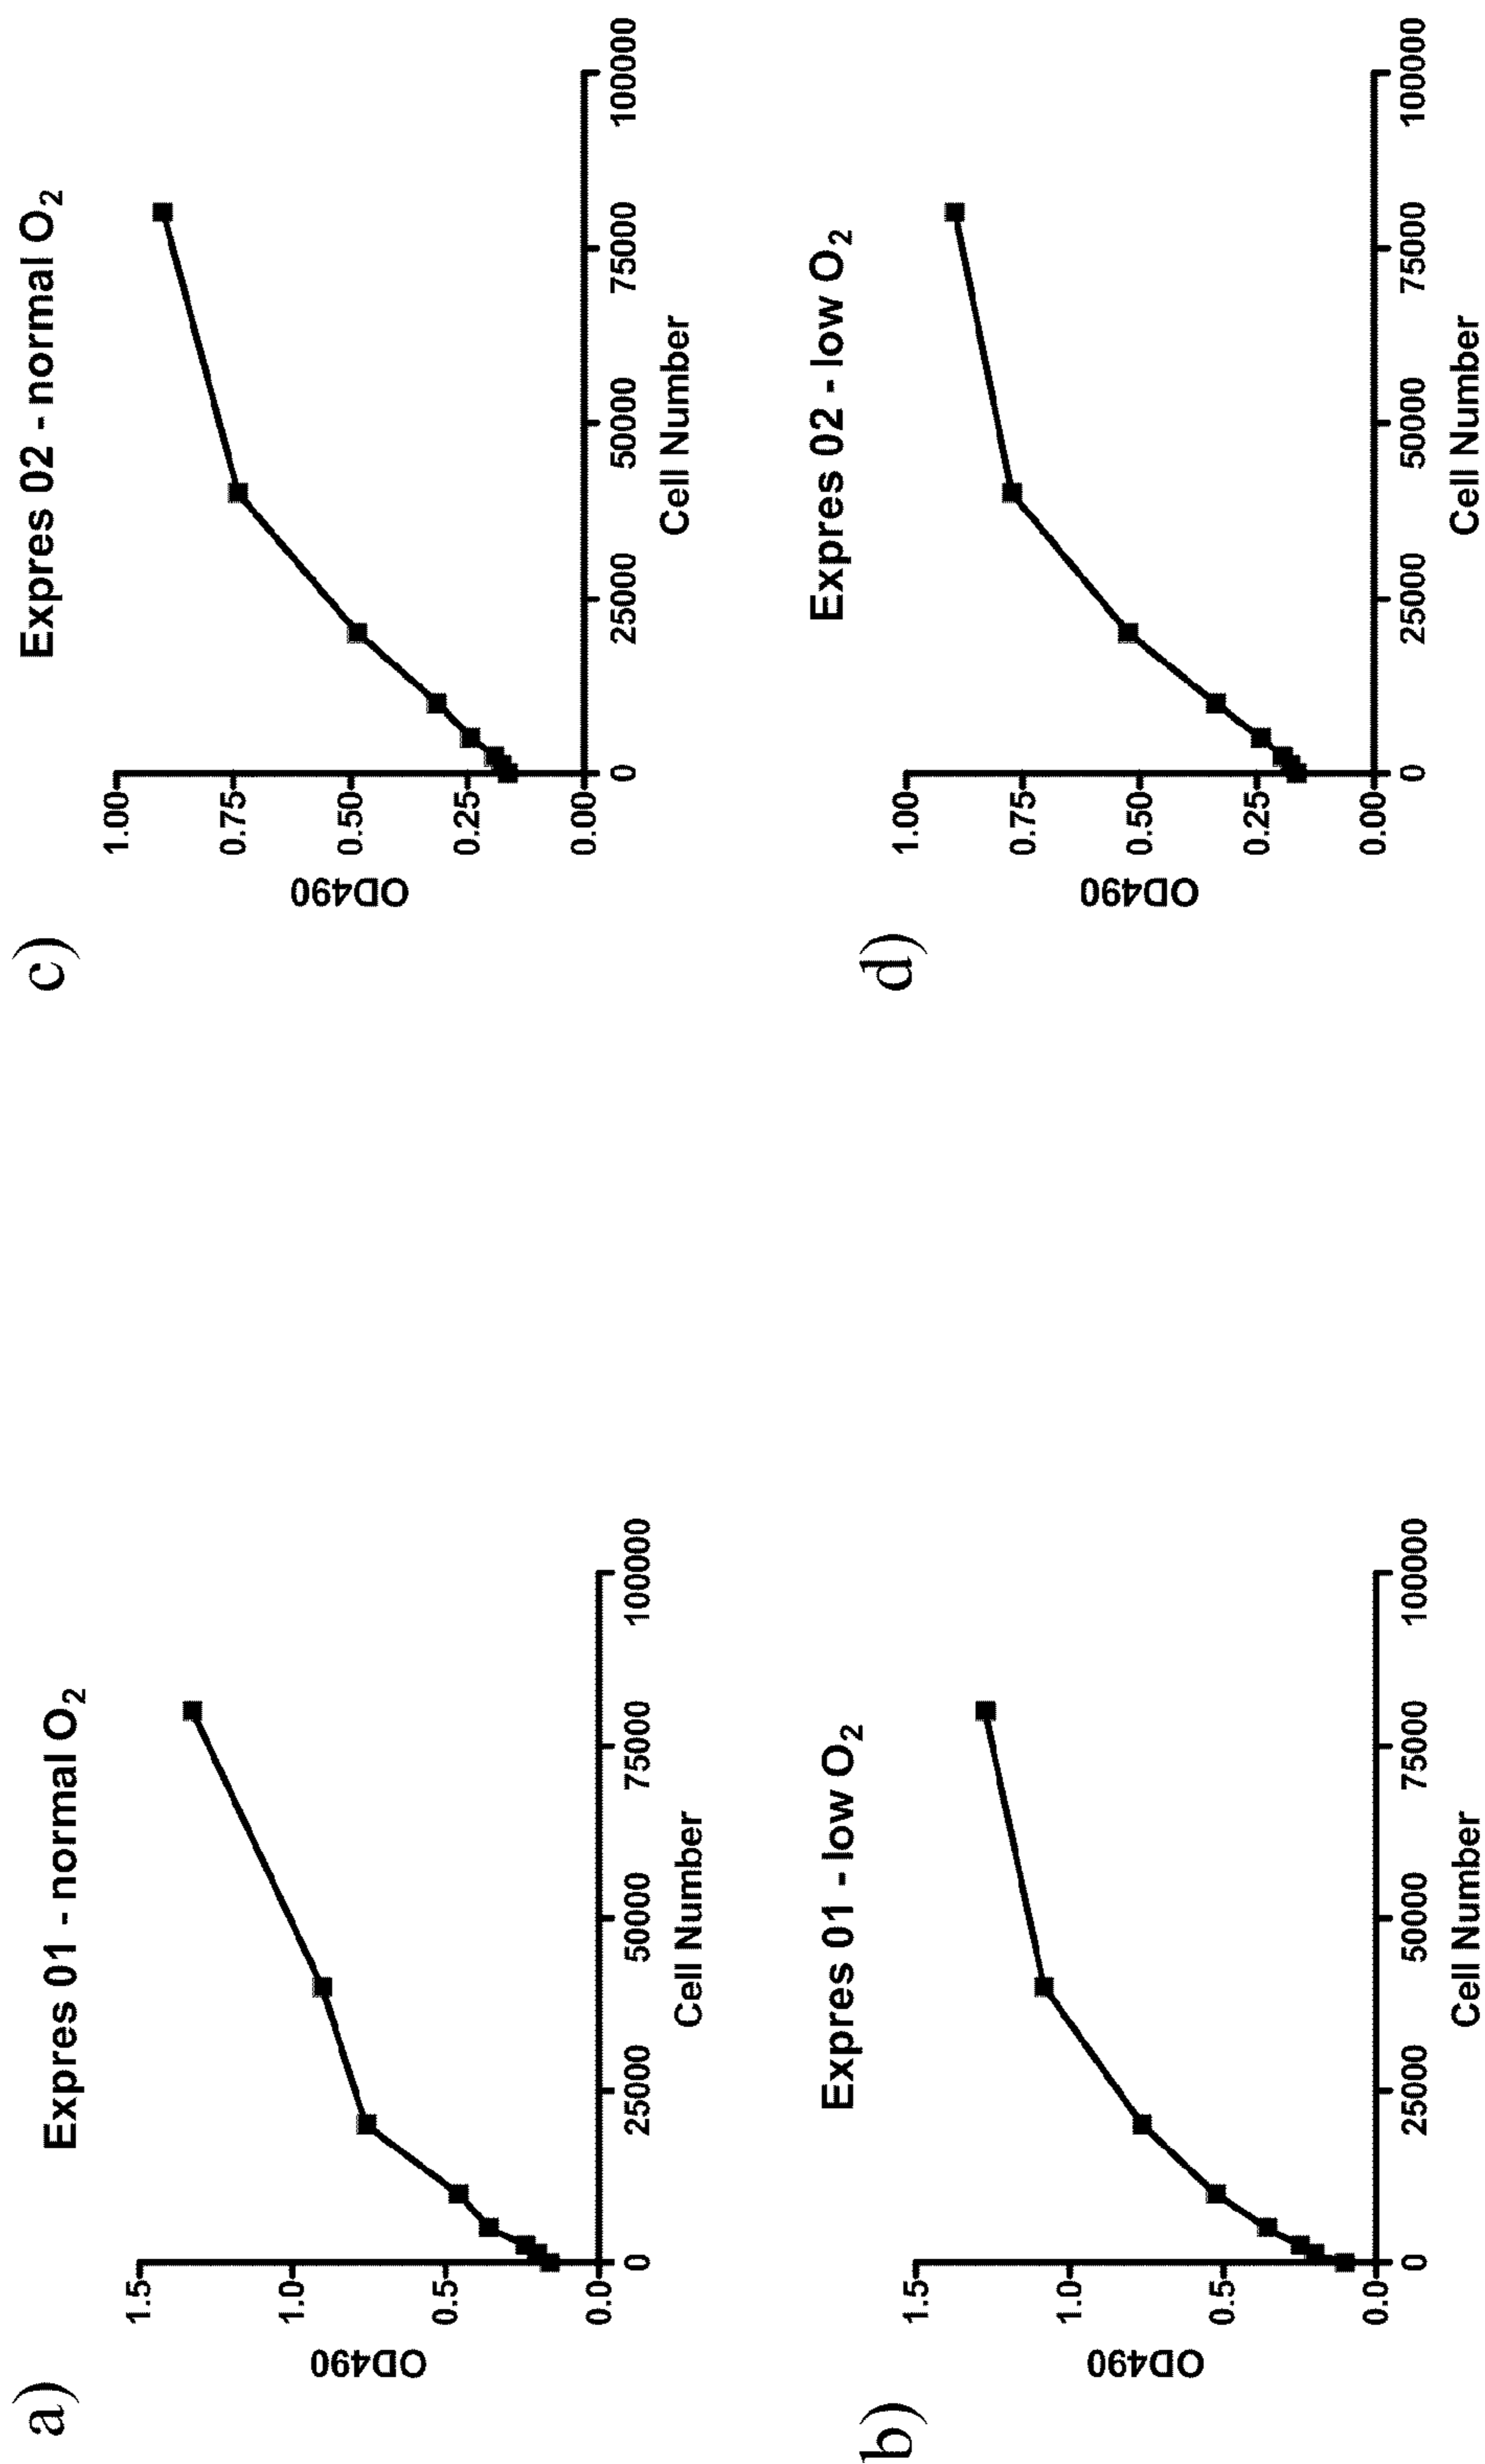 a)
Expres 01 - normal O₂
OD490
1.5
1.0
0.5
0.0
0 25000 50000 75000 100000
Cell Number
b)
Expres 01 - low O₂
OD490
1.5
1.0
0.5
0.0
0 25000 50000 75000 100000
Cell Number
c)
Expres 02 - normal O₂
OD490
1.00
0.75
0.50
0.25
0.00
0 25000 50000 75000 100000
Cell Number
d)
Expres 02 - low O₂
OD490
1.00
0.75
0.50
0.25
0.00
0 25000 50000 75000 100000
Cell Number